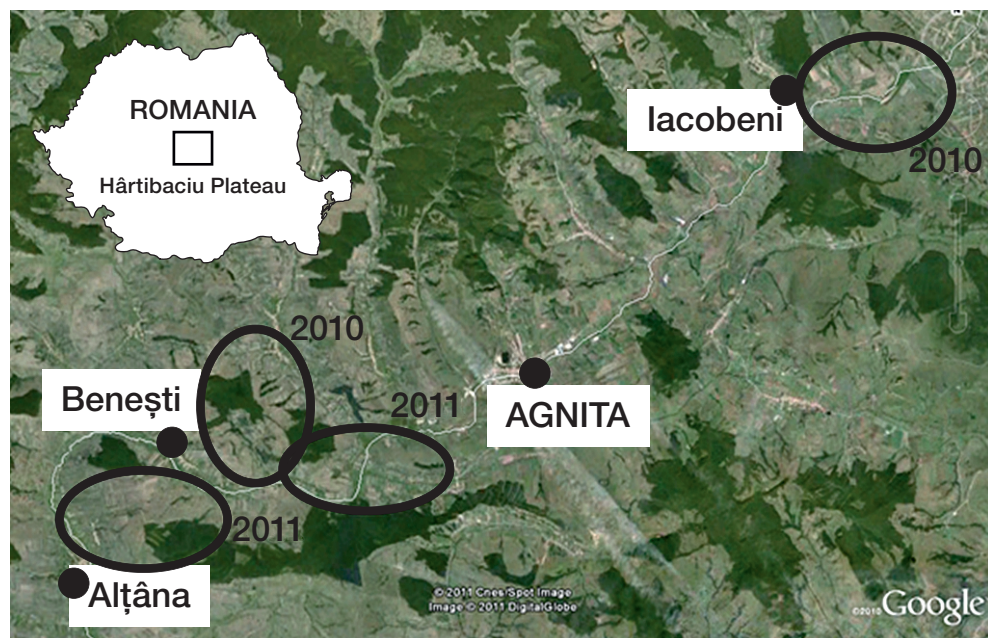 ROMANIA
Hârtibaciu Plateau
Iacobeni
2010
2010
Benești
2011
AGNITA
2011
Alțâna
© 2011 Cnes/Spot Image
Image © 2011 DigitalGlobe
©2010 Google